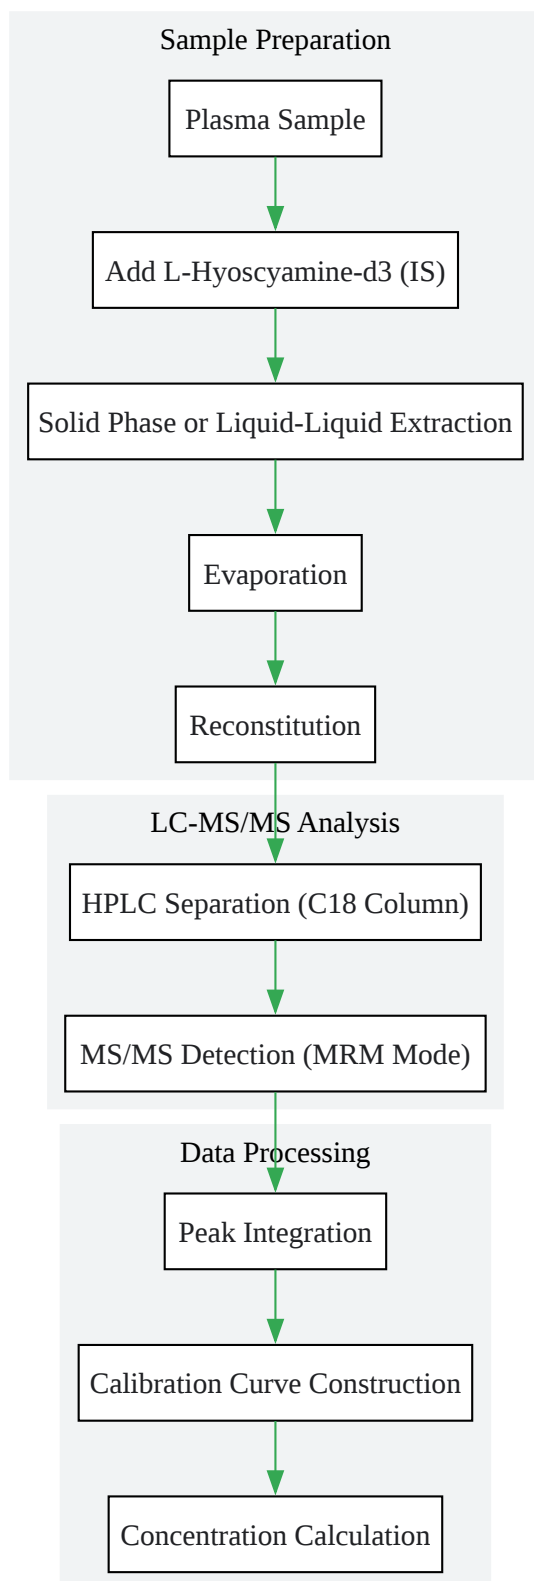 Sample Preparation
Plasma Sample
Add L-Hyoscyamine-d3 (IS)
Solid Phase or Liquid-Liquid Extraction
Evaporation
Reconstitution
LC-MS/MS Analysis
HPLC Separation (C18 Column)
MS/MS Detection (MRM Mode)
Data Processing
Peak Integration
Calibration Curve Construction
Concentration Calculation